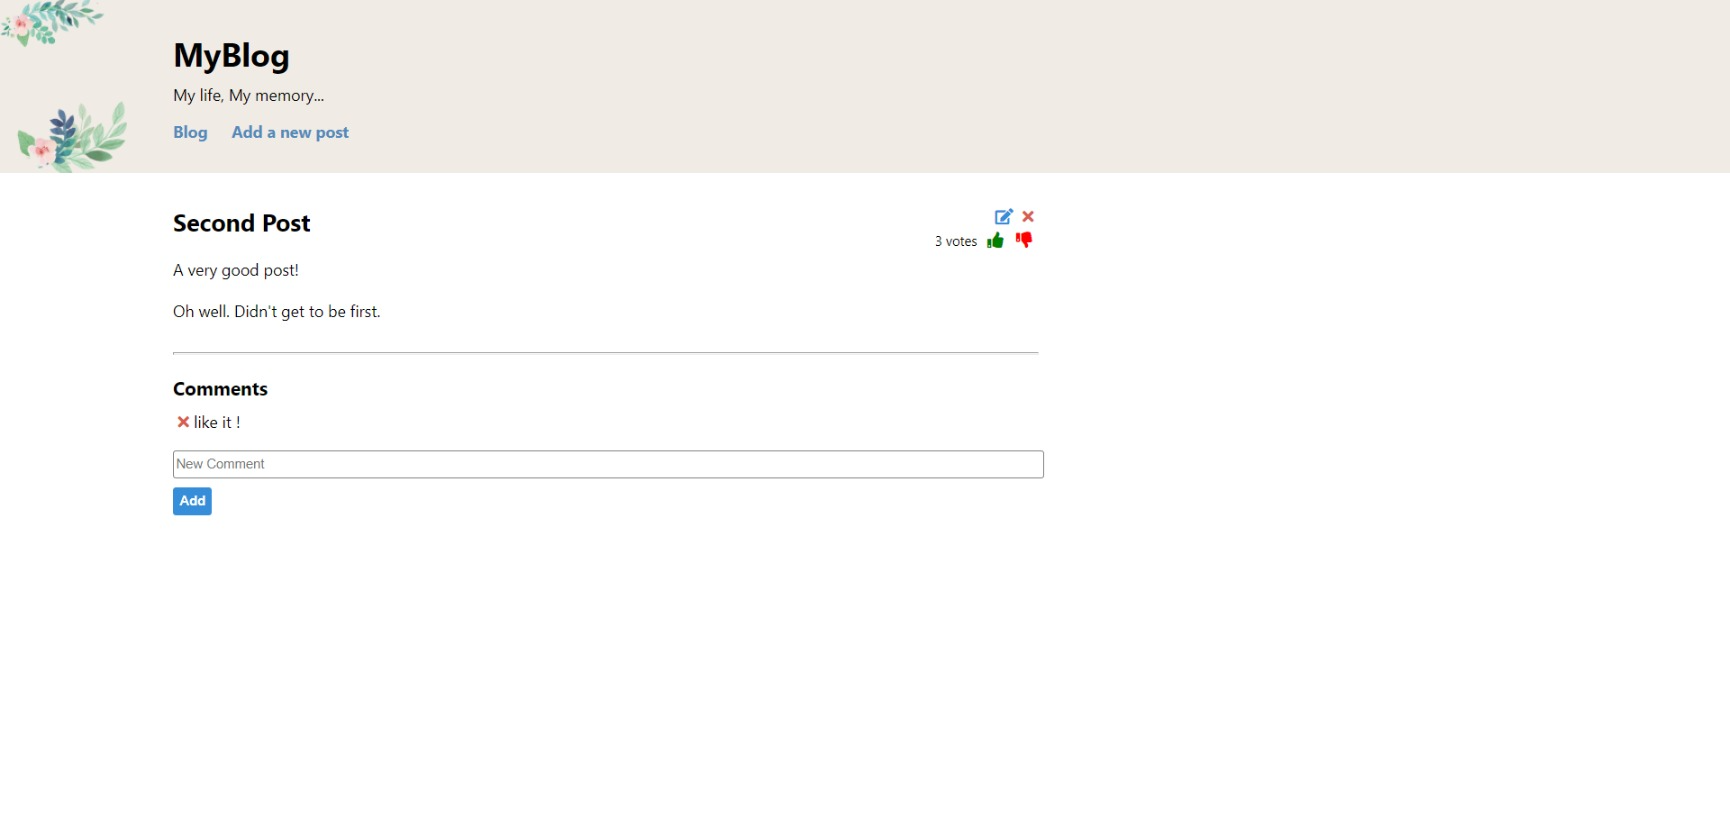 MyBlog
My life, My memory...
Blog Add a new post
Second Post
3 votes
A very good post!
Oh well. Didn't get to be first.
Comments
like it !
New Comment
Add